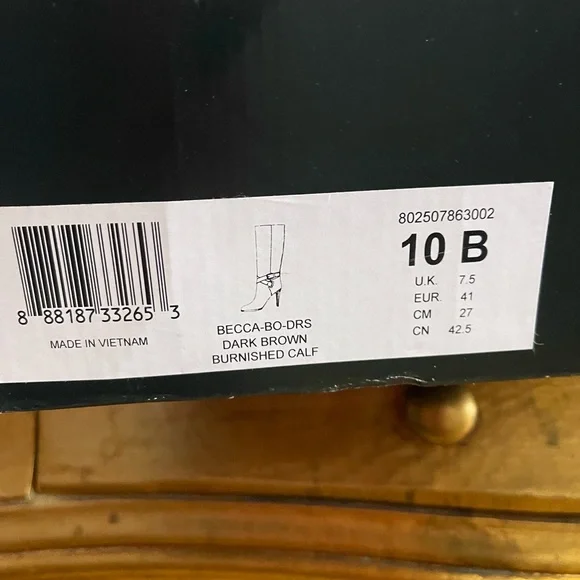 8 88187 33265 3
MADE IN VIETNAM
BECCA-BO-DRS
DARK BROWN
BURNISHED CALF
802507863002
10 B
U.K. 7.5
EUR. 41
CM 27
CN 42.5